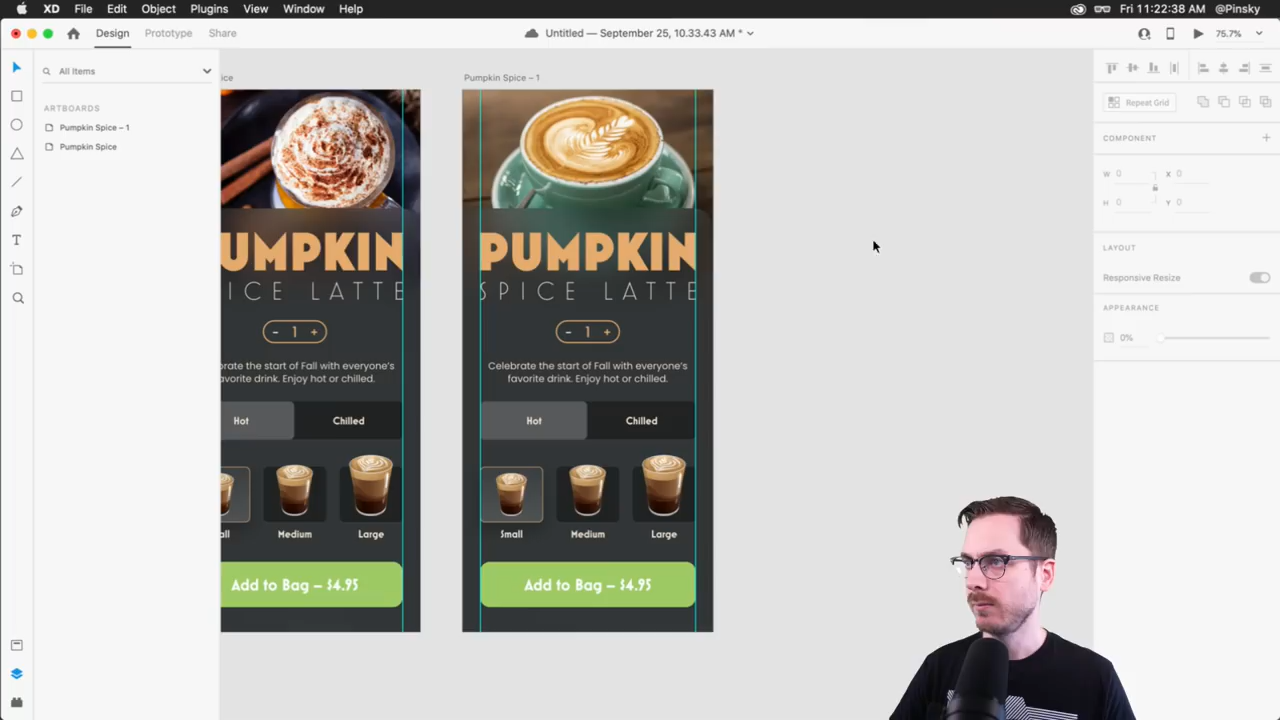 XD File Edit Object Plugins View Window Help
Fri 11:22:38 AM @Pinsky
Design Prototype Share
Untitled — September 25, 10.33.43 AM *
75.7%
All Items
ARTBOARDS
Pumpkin Spice – 1
Pumpkin Spice
ice
UMPKIN
ICE LATTE
- 1 +
brate the start of Fall with everyone's
avorite drink. Enjoy hot or chilled.
Hot Chilled
all Medium Large
Add to Bag – $4.95
Pumpkin Spice – 1
PUMPKIN
SPICE LATTE
- 1 +
Celebrate the start of Fall with everyone's
favorite drink. Enjoy hot or chilled.
Hot Chilled
Small Medium Large
Add to Bag – $4.95
Repeat Grid
COMPONENT +
W 0 X 0
H 0 Y 0
LAYOUT
Responsive Resize
APPEARANCE
0%